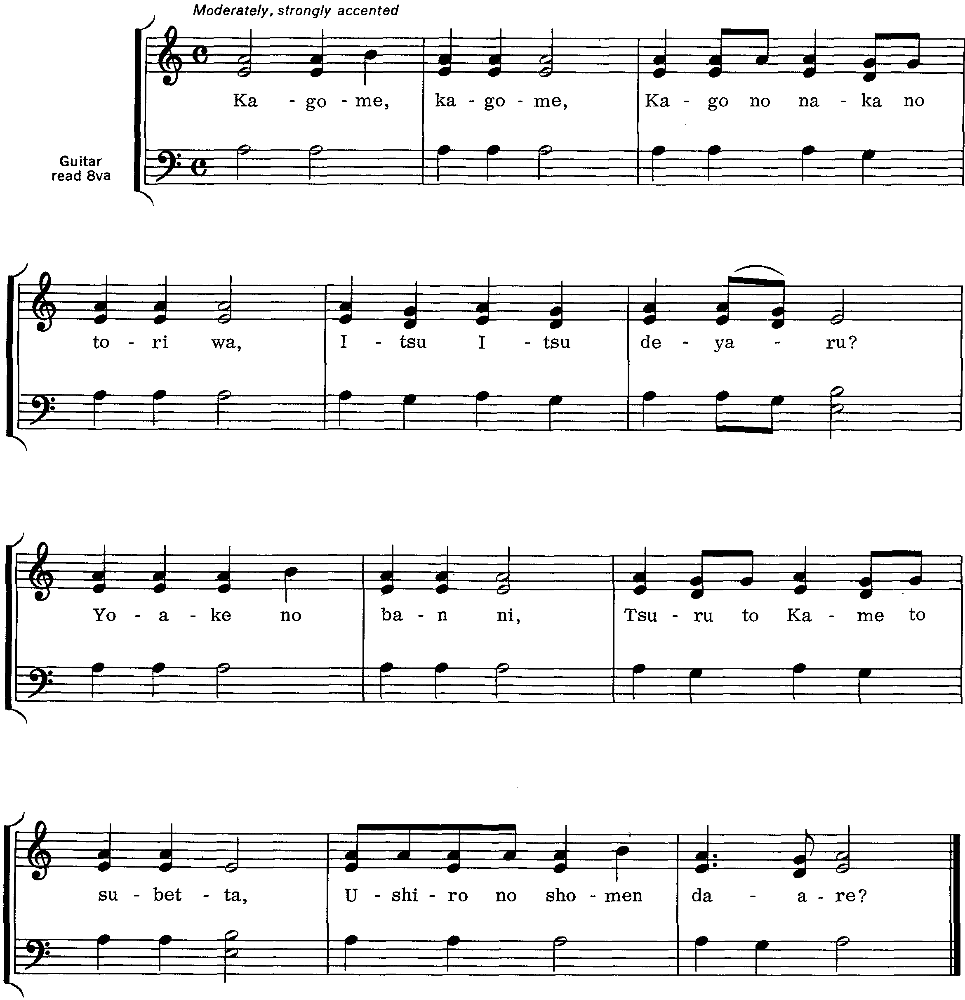 Moderately, strongly accented
Ka - go - me, ka - go - me, Ka - go no na - ka no
Guitar
read 8va
to - ri wa, I - tsu I - tsu de - ya - ru?
Yo - a - ke no ba - n ni, Tsu - ru to Ka - me to
su - bet - ta, U - shi - ro no sho - men da - a - re?